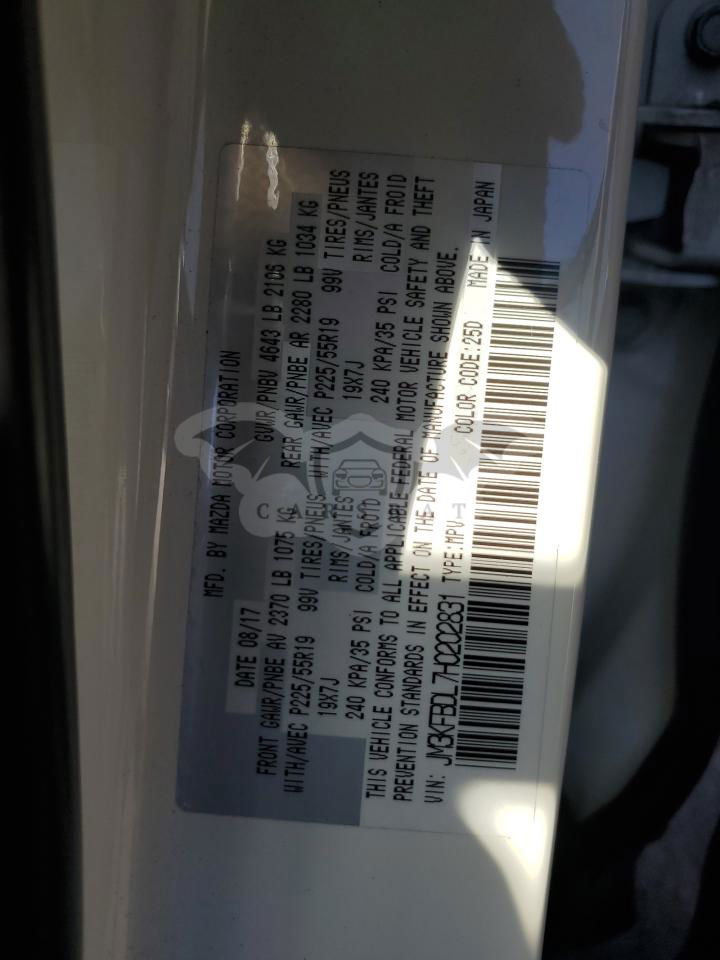 MFD. BY MAZDA MOTOR CORPORATION
DATE 08/17 GVWR/PNBV 4643 LB 2106 KG
FRONT GAWR/PNBE AV 2370 LB 1075 KG REAR GAWR/PNBE AR 2280 LB 1034 KG
WITH/AVEC P225/55R19 99V TIRES/PNEUS WITH/AVEC P225/55R19 99V TIRES/PNEUS
19X7J RIMS/JANTES 19X7J RIMS/JANTES
240 KPA/35 PSI COLD/A FROID 240 KPA/35 PSI COLD/A FROID
THIS VEHICLE CONFORMS TO ALL APPLICABLE FEDERAL MOTOR VEHICLE SAFETY AND THEFT
PREVENTION STANDARDS IN EFFECT ON THE DATE OF MANUFACTURE SHOWN ABOVE.
VIN: JM3KFBDL7H0202831 TYPE:MPV COLOR CODE:25D MADE IN JAPAN